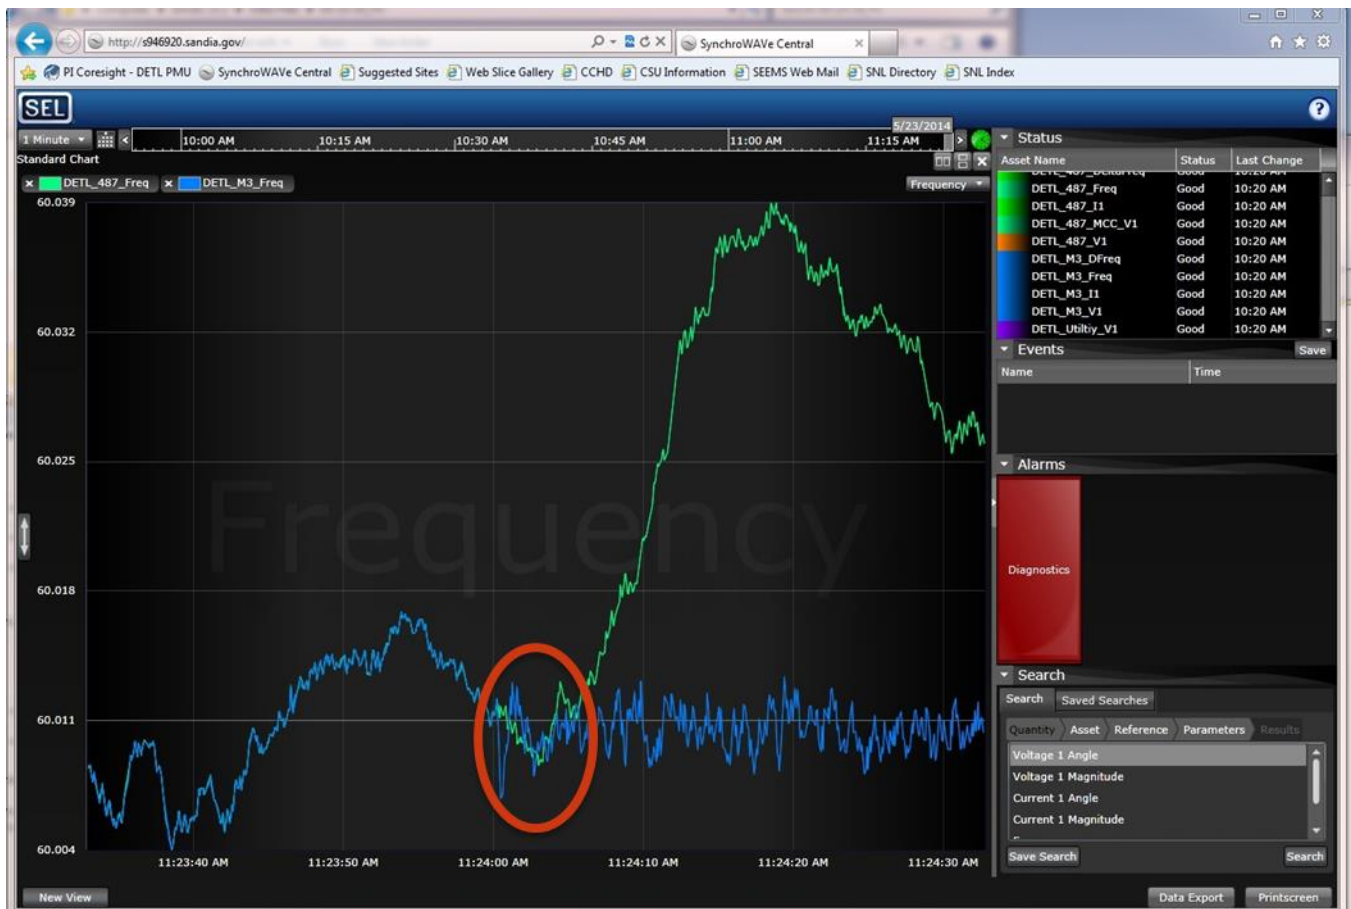 http://s946920.sandia.gov/
SynchroWAVe Central
PI Coresight - DETL PMU SynchroWAVe Central Suggested Sites Web Slice Gallery CCHD CSU Information SEEMS Web Mail SNL Directory SNL Index
SEL
?
5/23/2014
1 Minute < 10:00 AM 10:15 AM 10:30 AM 10:45 AM 11:00 AM 11:15 AM >
Standard Chart
DETL_487_Freq DETL_M3_Freq
Frequency
60.039
60.032
60.025
60.018
60.011
60.004
Frequency
11:23:40 AM 11:23:50 AM 11:24:00 AM 11:24:10 AM 11:24:20 AM 11:24:30 AM
New View
Status
Asset Name Status Last Change
DETL_487_DeltaFreq Good 10:20 AM
DETL_487_Freq Good 10:20 AM
DETL_487_I1 Good 10:20 AM
DETL_487_MCC_V1 Good 10:20 AM
DETL_487_V1 Good 10:20 AM
DETL_M3_DFreq Good 10:20 AM
DETL_M3_Freq Good 10:20 AM
DETL_M3_I1 Good 10:20 AM
DETL_M3_V1 Good 10:20 AM
DETL_Utiltiy_V1 Good 10:20 AM
Events Save
Name Time
Alarms
Diagnostics
Search
Search Saved Searches
Quantity Asset Reference Parameters Results
Voltage 1 Angle
Voltage 1 Magnitude
Current 1 Angle
Current 1 Magnitude
Save Search Search
Data Export Printscreen